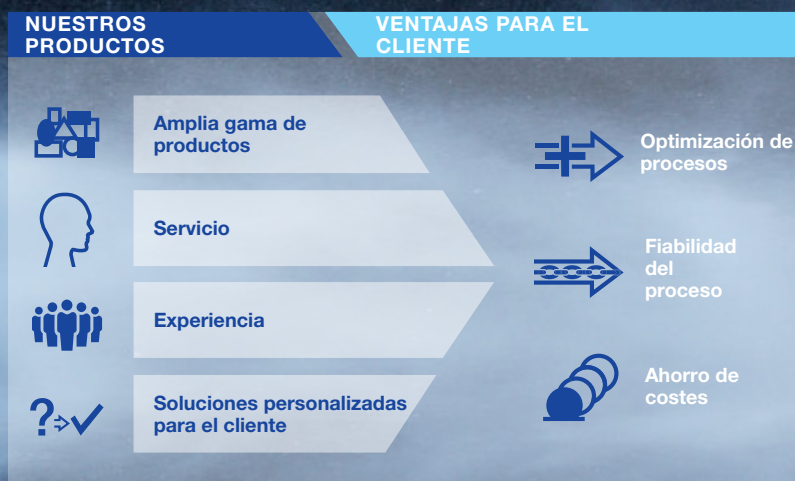 NUESTROS
PRODUCTOS
VENTAJAS PARA EL
CLIENTE
Amplia gama de
productos
Servicio
Experiencia
Soluciones personalizadas
para el cliente
Optimización de
procesos
Fiabilidad
del
proceso
Ahorro de
costes